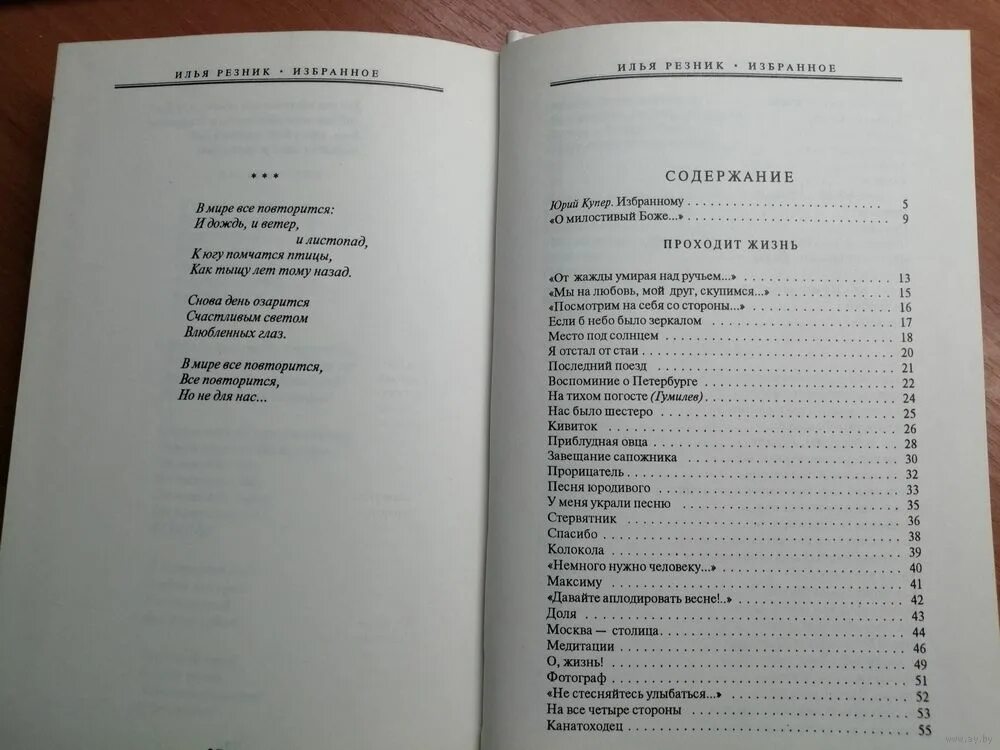 ИЛЬЯ РЕЗНИК • ИЗБРАННОЕ
* * *
В мире все повторится:
И дождь, и ветер,
и листопад,
К югу помчатся птицы,
Как тыщу лет тому назад.
Снова день озарится
Счастливым светом
Влюбленных глаз.
В мире все повторится,
Все повторится,
Но не для нас...
ИЛЬЯ РЕЗНИК • ИЗБРАННОЕ
СОДЕРЖАНИЕ
Юрий Купер. Избранному . . . . . 5
«О милостивый Боже...» . . . . . 9
ПРОХОДИТ ЖИЗНЬ
«От жажды умирая над ручьем...» . . . . . 13
«Мы на любовь, мой друг, скупимся...» . . . . . 15
«Посмотрим на себя со стороны...» . . . . . 16
Если б небо было зеркалом . . . . . 17
Место под солнцем . . . . . 18
Я отстал от стаи . . . . . 20
Последний поезд . . . . . 21
Воспоминие о Петербурге . . . . . 22
На тихом погосте (Гумилев) . . . . . 24
Нас было шестеро . . . . . 25
Кивиток . . . . . 26
Приблудная овца . . . . . 28
Завещание сапожника . . . . . 30
Прорицатель . . . . . 32
Песня юродивого . . . . . 33
У меня украли песню . . . . . 35
Стервятник . . . . . 36
Спасибо . . . . . 38
Колокола . . . . . 39
«Немного нужно человеку...» . . . . . 40
Максиму . . . . . 41
«Давайте аплодировать весне!..» . . . . . 42
Доля . . . . . 43
Москва — столица . . . . . 44
Медитации . . . . . 46
О, жизнь! . . . . . 49
Фотограф . . . . . 51
«Не стесняйтесь улыбаться...» . . . . . 52
На все четыре стороны . . . . . 53
Канатоходец . . . . . 55
www.ay.by